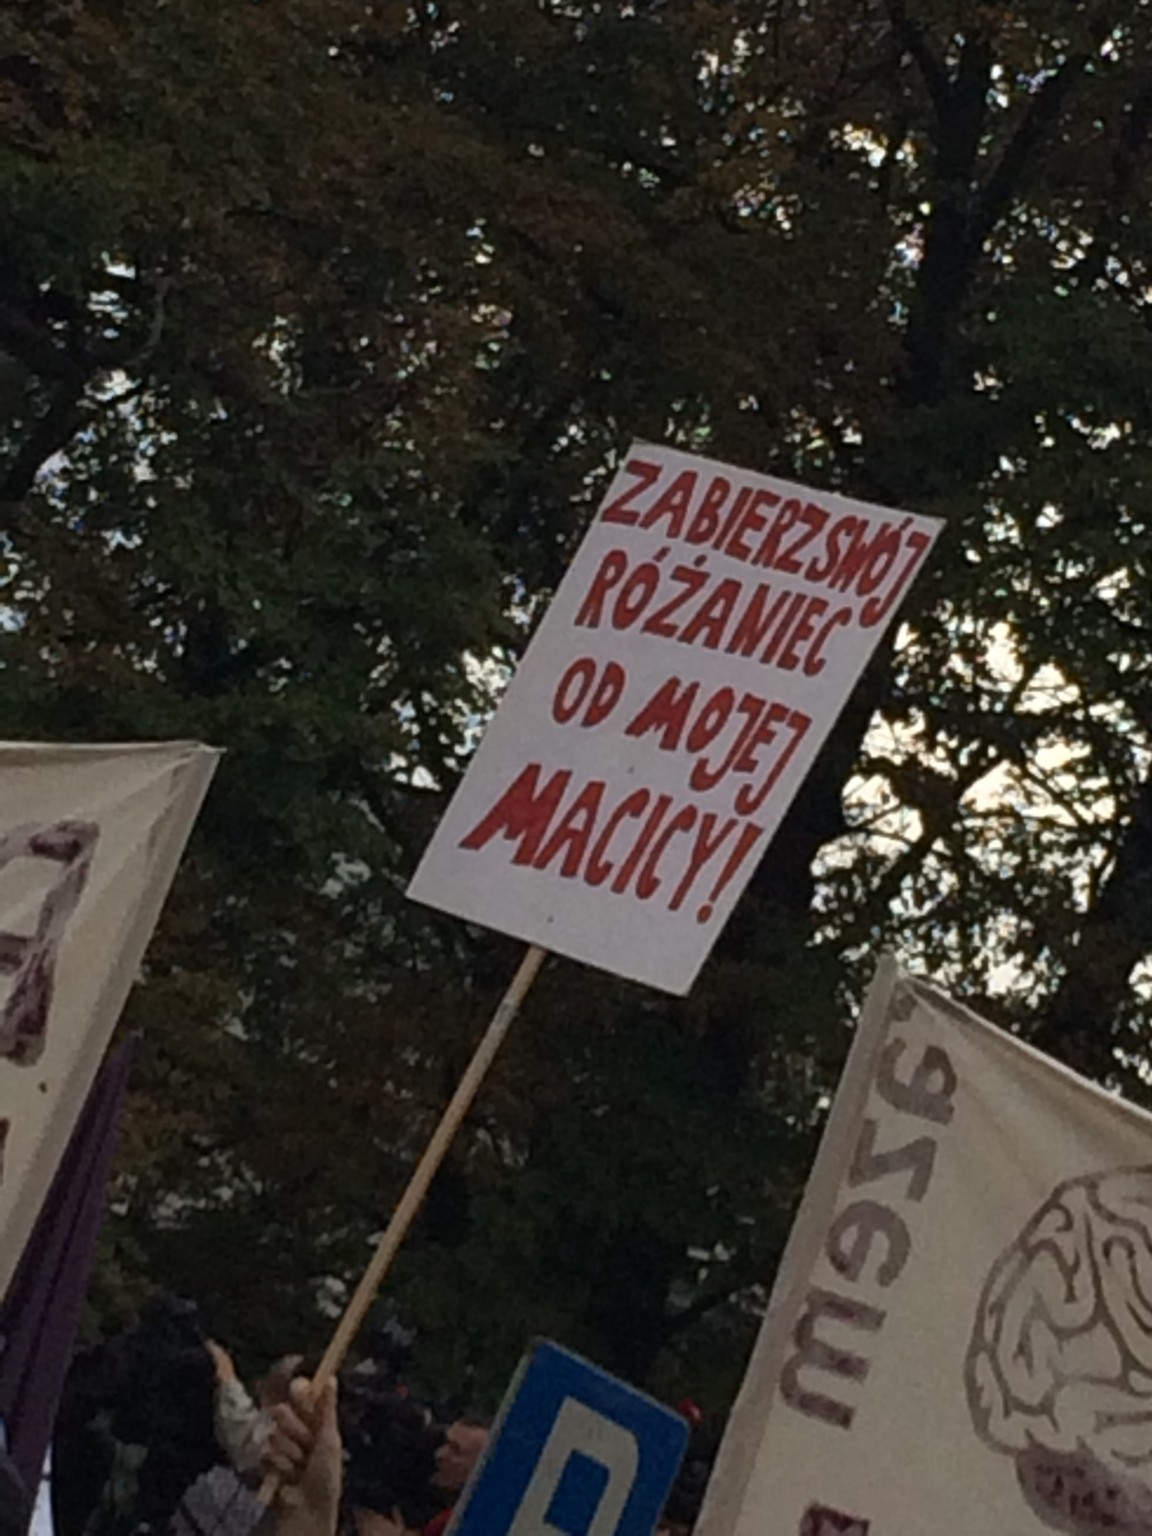 ZABIERZ SWÓJ
RÓŻANIEC
OD MOJEJ
MACICY!
P